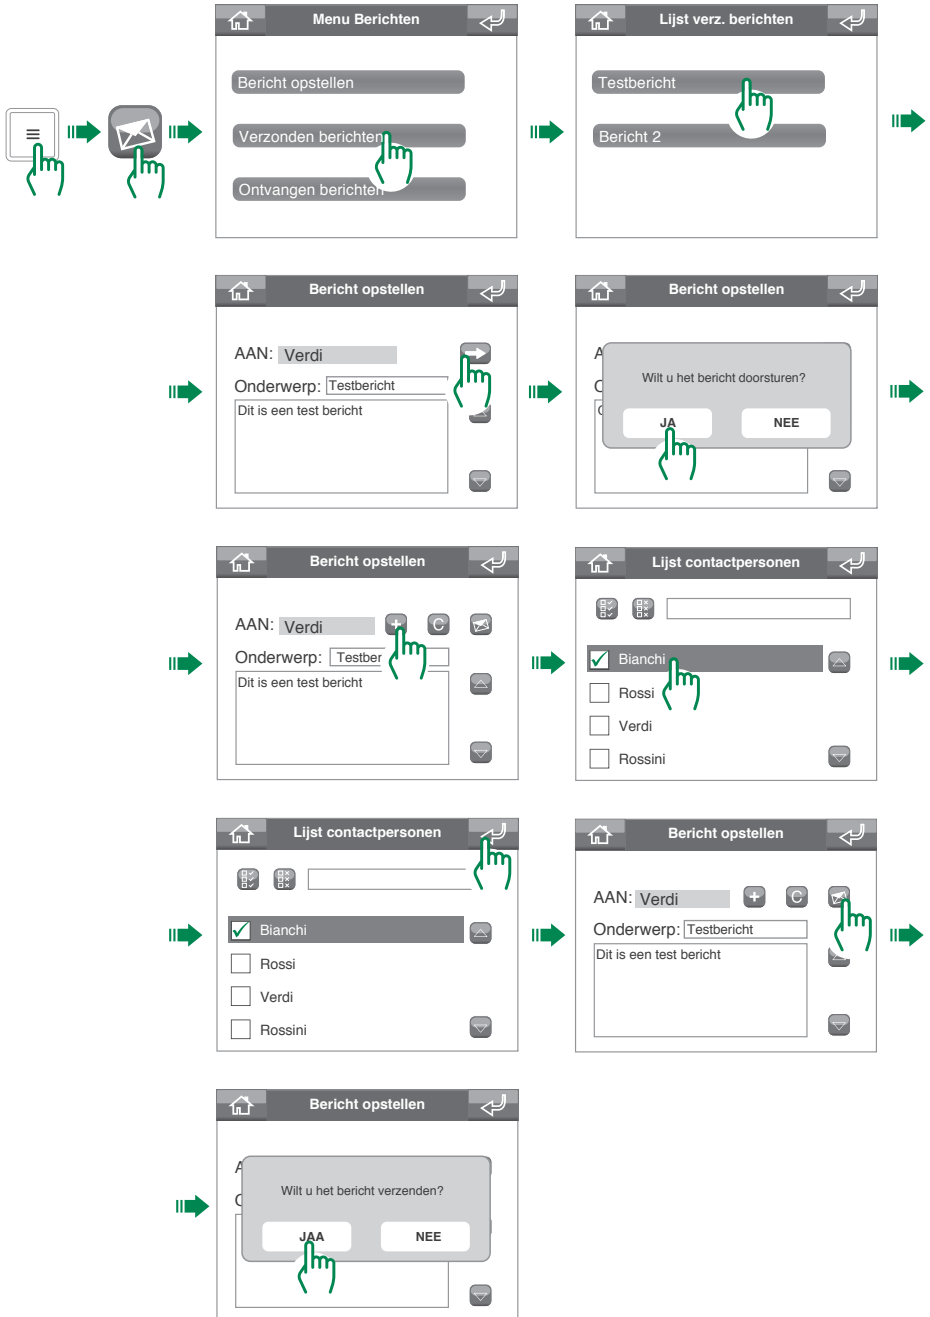 Menu Berichten
Bericht opstellen
Verzonden berichten
Ontvangen berichten
Lijst verz. berichten
Testbericht
Bericht 2
Bericht opstellen
AAN: Verdi
Onderwerp: Testbericht
Dit is een test bericht
Bericht opstellen
A
Wilt u het bericht doorsturen?
JA NEE
Bericht opstellen
AAN: Verdi + C
Onderwerp: Testber
Dit is een test bericht
Lijst contactpersonen
Bianchi
Rossi
Verdi
Rossini
Lijst contactpersonen
Bianchi
Rossi
Verdi
Rossini
Bericht opstellen
AAN: Verdi + C
Onderwerp: Testbericht
Dit is een test bericht
Bericht opstellen
A
Wilt u het bericht verzenden?
JAA NEE